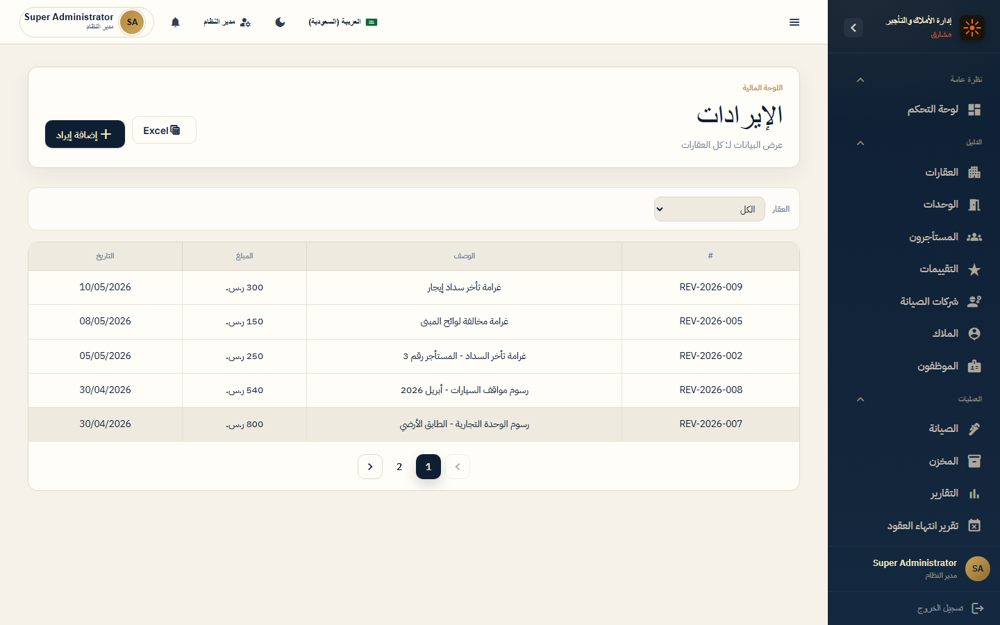 إدارة الأملاك والتأجير
مشارق
نظرة عامة
لوحة التحكم
الدليل
العقارات
الوحدات
المستأجرون
التقييمات
شركات الصيانة
الملاك
الموظفون
العمليات
الصيانة
المخزن
التقارير
تقرير انتهاء العقود
Super Administrator
مدير النظام
SA
تسجيل الخروج
العربية (السعودية)
مدير النظام
SA
Super Administrator
مدير النظام
اللوحة المالية
الإيرادات
عرض البيانات لـ: كل العقارات
Excel
إضافة إيراد
العقار
الكل
# الوصف المبلغ التاريخ
REV-2026-009 غرامة تأخر سداد إيجار 300 ر.س. 10/05/2026
REV-2026-005 غرامة مخالفة لوائح المبنى 150 ر.س. 08/05/2026
REV-2026-002 غرامة تأخر السداد - المستأجر رقم 3 250 ر.س. 05/05/2026
REV-2026-008 رسوم مواقف السيارات - أبريل 2026 540 ر.س. 30/04/2026
REV-2026-007 رسوم الوحدة التجارية - الطابق الأرضي 800 ر.س. 30/04/2026
1 2